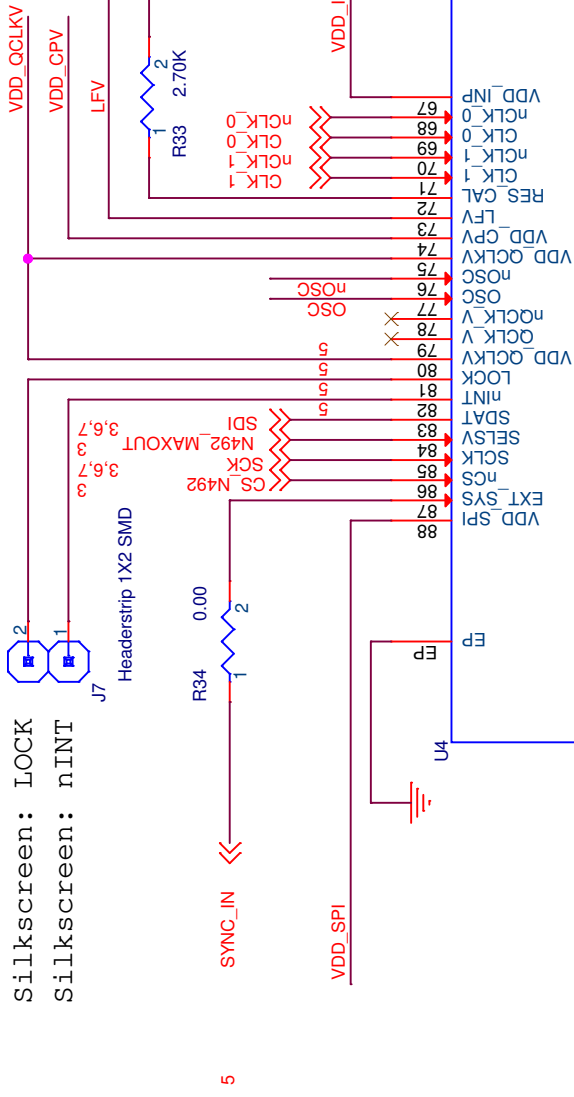 VDD_QCLKV
VDD_CPV
LFV
2
2.70K
1
R33
VDD_I
nCLK_0
CLK_0
nCLK_1
CLK_1
67
VDD_INP
68
nCLK_0
69
CLK_0
70
nCLK_1
71
CLK_1
72
RES_CAL
73
LFV
74
VDD_CPV
75
VDD_QCLKV
76
nOSC
77
OSC
78
nQCLK_V
79
QCLK_V
80
VDD_QCLKV
81
LOCK
82
nINT
83
SDAT
84
SELSV
85
SCLK
86
nCS
87
EXT_SYS
88
VDD_SPI
nOSC
OSC
5
5
5
5
3,6,7
SDI
3
N492_MAXOUT
3,6,7
SCK
3
CS_N492
2
1
J7
Headerstrip 1X2 SMD
0.00
2
1
R34
EP
EP
U4
Silkscreen: LOCK
Silkscreen: nINT
SYNC_IN
VDD_SPI
5